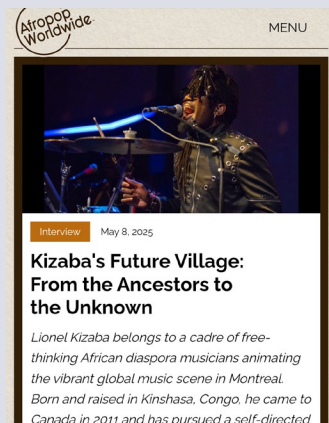 Afropop
Worldwide
MENU
Interview May 8, 2025
Kizaba's Future Village:
From the Ancestors to
the Unknown
Lionel Kizaba belongs to a cadre of free-
thinking African diaspora musicians animating
the vibrant global music scene in Montreal.
Born and raised in Kinshasa, Congo, he came to
Canada in 2011 and has pursued a self-directed